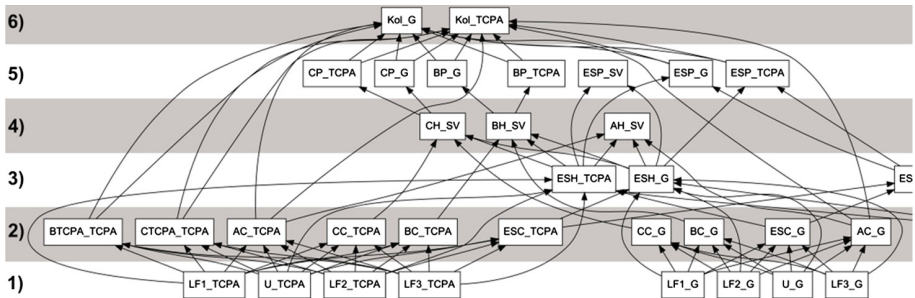 6) Kol_G Kol_TCPA
5) CP_TCPA CP_G BP_G BP_TCPA ESP_SV ESP_G ESP_TCPA
4) CH_SV BH_SV AH_SV
3) ESH_TCPA ESH_G ES
2) BTCPA_TCPA CTCPA_TCPA AC_TCPA CC_TCPA BC_TCPA ESC_TCPA CC_G BC_G ESC_G AC_G
1) LF1_TCPA U_TCPA LF2_TCPA LF3_TCPA LF1_G LF2_G U_G LF3_G